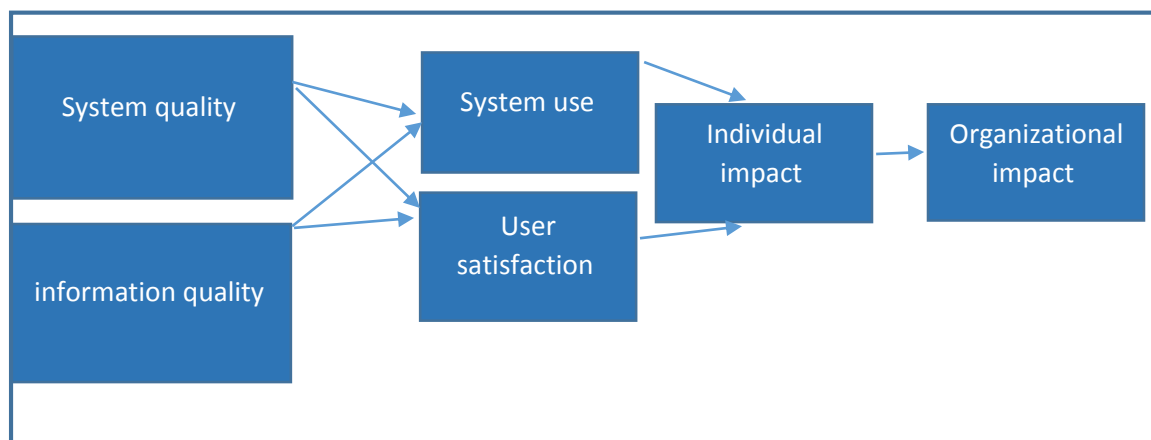 System quality
information quality
System use
User
satisfaction
Individual
impact
Organizational
impact